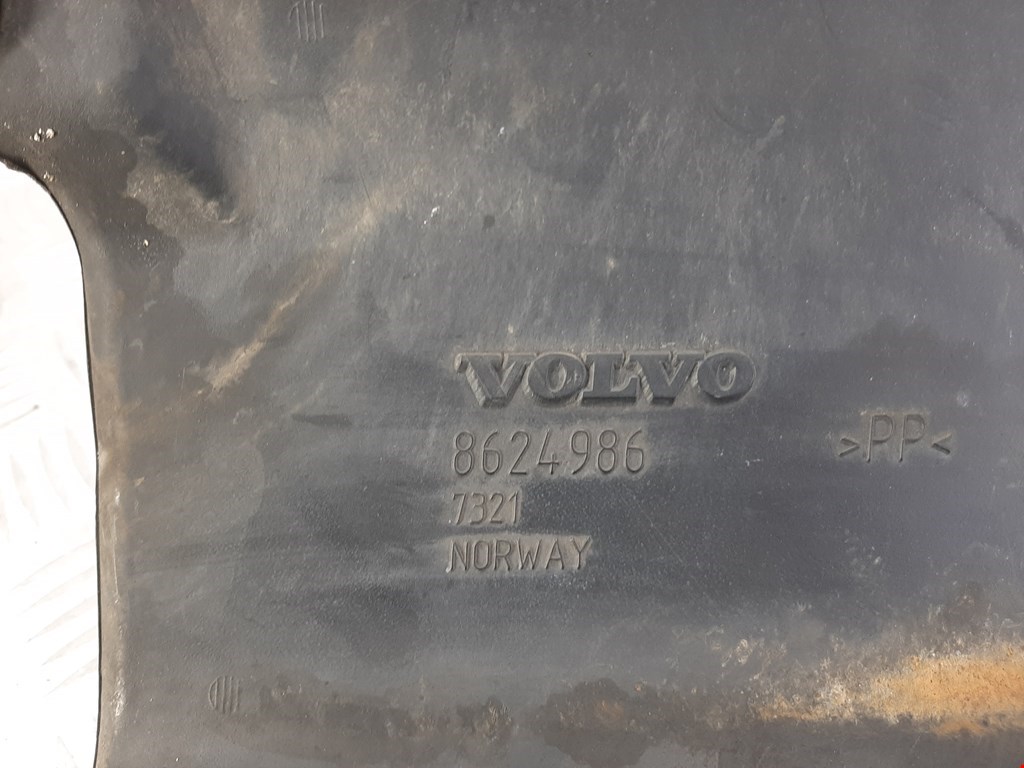 VOLVO
8624986
>PP<
7321
NORWAY